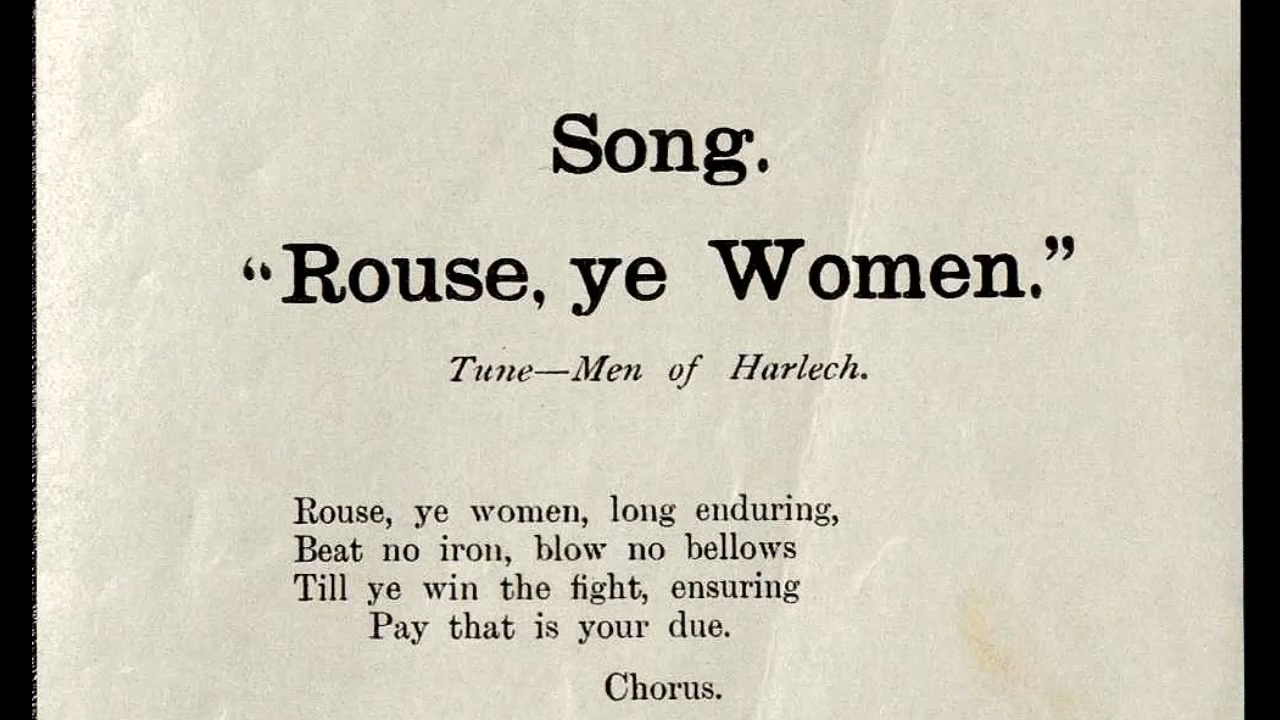 Song.
“Rouse, ye Women.”
Tune—Men of Harlech.
Rouse, ye women, long enduring,
Beat no iron, blow no bellows
Till ye win the fight, ensuring
Pay that is your due.
Chorus.